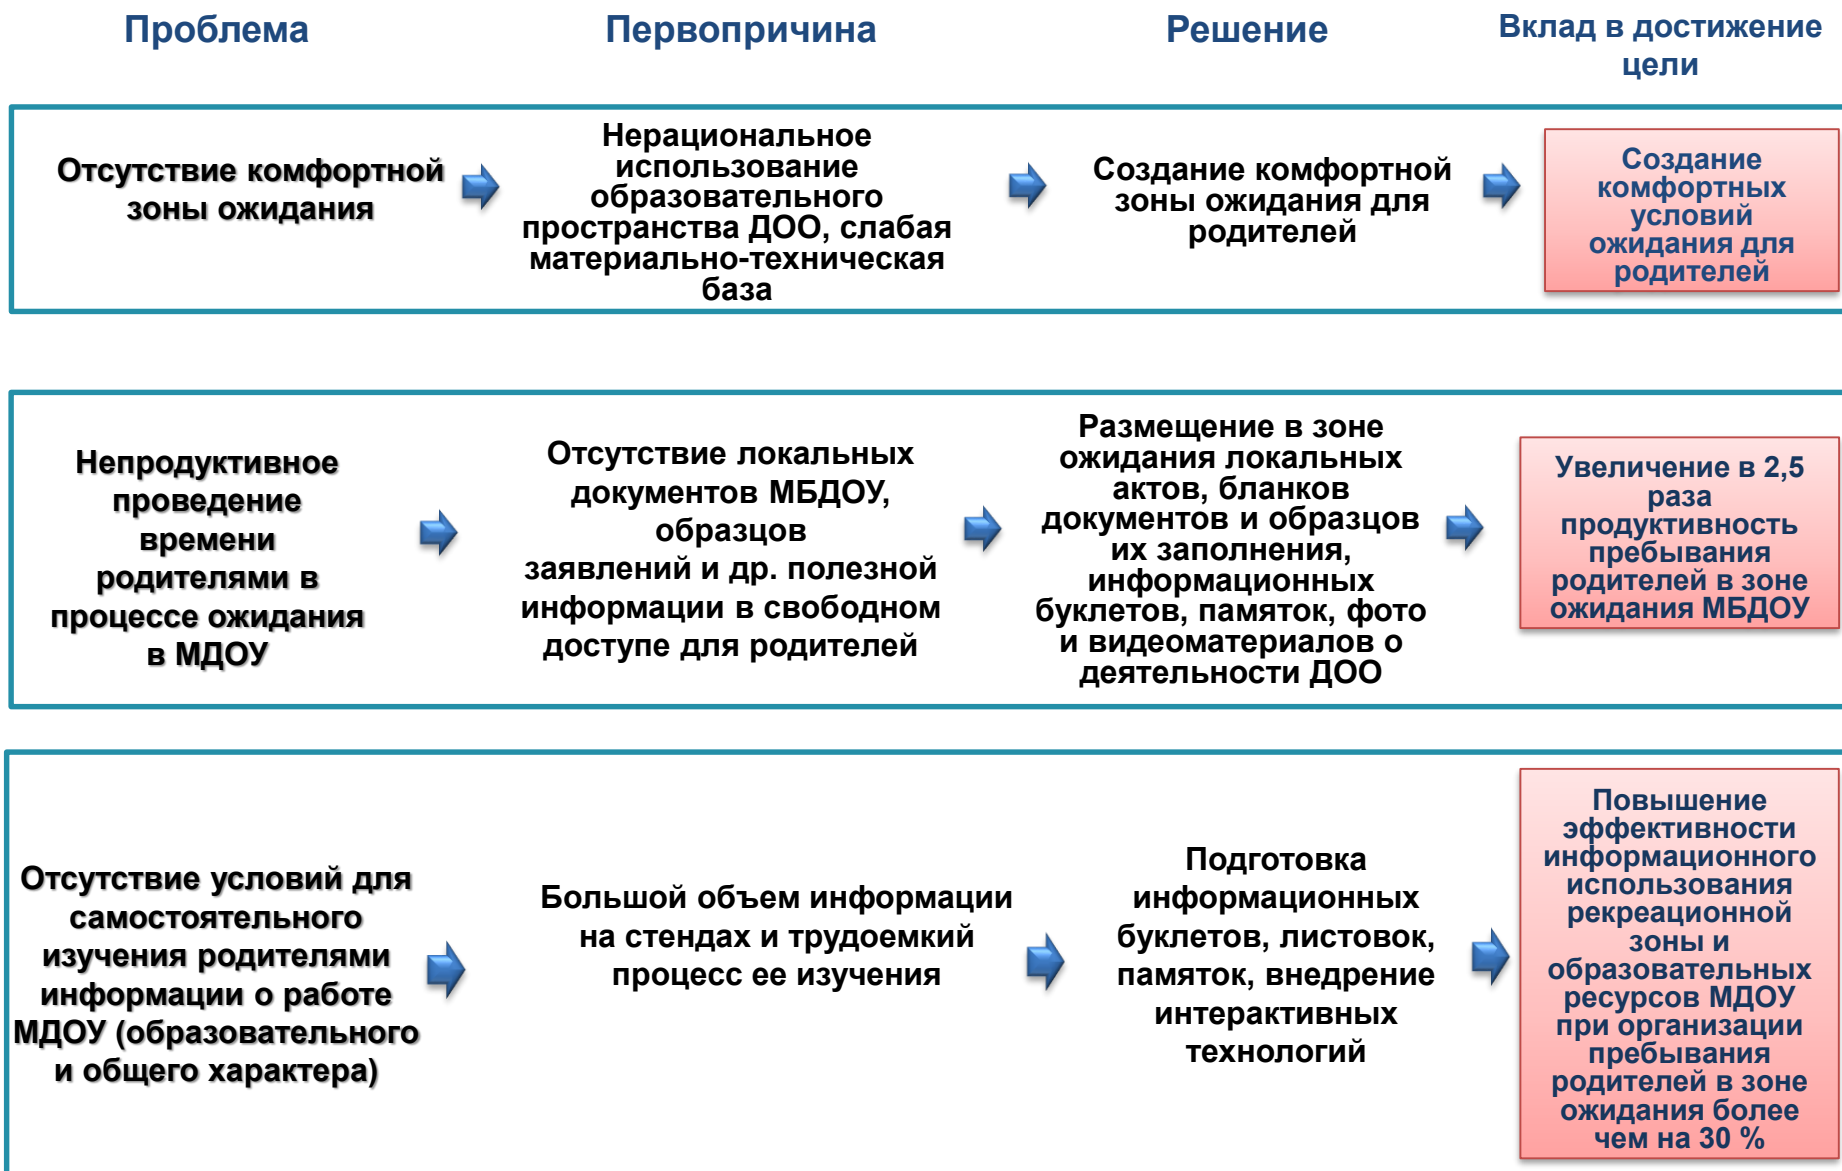 Проблема
Первопричина
Решение
Вклад в достижение
цели
Отсутствие комфортной
зоны ожидания
Нерациональное
использование
образовательного
пространства ДОО, слабая
материально-техническая
база
Создание комфортной
зоны ожидания для
родителей
Создание
комфортных
условий
ожидания для
родителей
Непродуктивное
проведение
времени
родителями в
процессе ожидания
в МДОУ
Отсутствие локальных
документов МБДОУ,
образцов
заявлений и др. полезной
информации в свободном
доступе для родителей
Размещение в зоне
ожидания локальных
актов, бланков
документов и образцов
их заполнения,
информационных
буклетов, памяток, фото
и видеоматериалов о
деятельности ДОО
Увеличение в 2,5
раза
продуктивность
пребывания
родителей в зоне
ожидания МБДОУ
Отсутствие условий для
самостоятельного
изучения родителями
информации о работе
МДОУ (образовательного
и общего характера)
Большой объем информации
на стендах и трудоемкий
процесс ее изучения
Подготовка
информационных
буклетов, листовок,
памяток, внедрение
интерактивных
технологий
Повышение
эффективности
информационного
использования
рекреационной
зоны и
образовательных
ресурсов МДОУ
при организации
пребывания
родителей в зоне
ожидания более
чем на 30 %